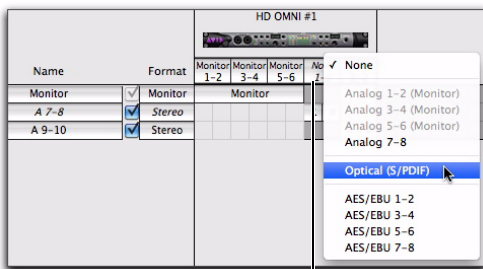 HD OMNI #1
AVID
Name Format Monitor 1-2 Monitor 3-4 Monitor 5-6
Monitor Monitor Monitor
A 7-8 Stereo
A 9-10 Stereo
✓ None
Analog 1-2 (Monitor)
Analog 3-4 (Monitor)
Analog 5-6 (Monitor)
Analog 7-8
Optical (S/PDIF)
AES/EBU 1-2
AES/EBU 3-4
AES/EBU 5-6
AES/EBU 7-8